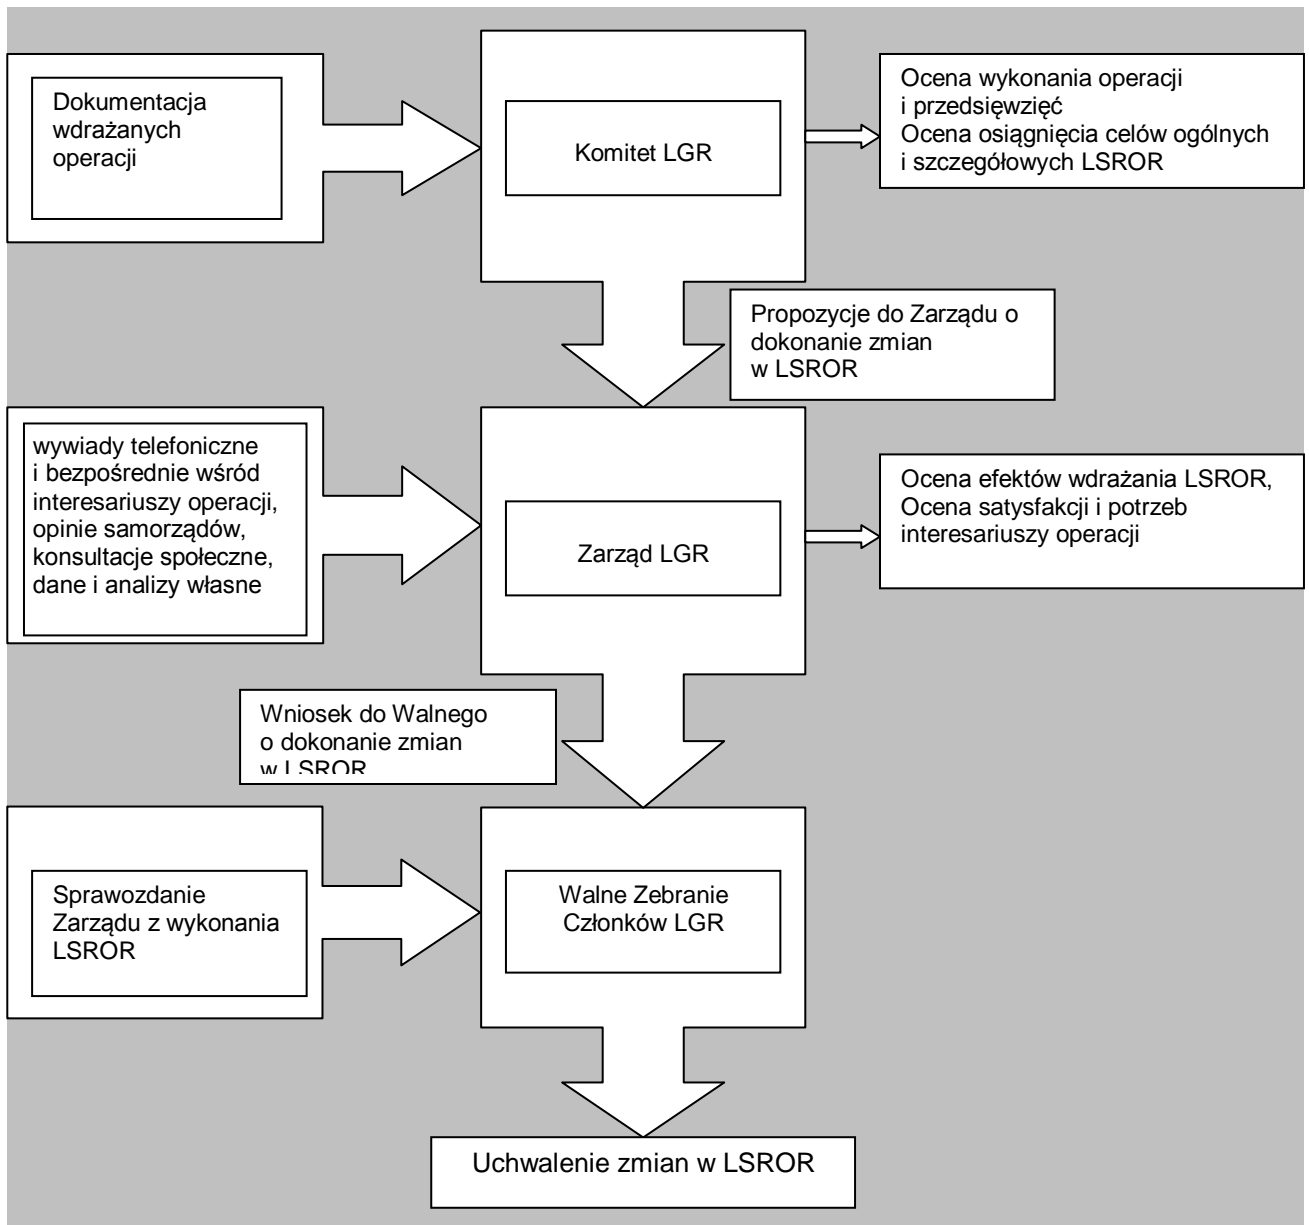 Dokumentacja
wdrażanych
operacji
Komitet LGR
Ocena wykonania operacji
i przedsięwzięć
Ocena osiągnięcia celów ogólnych
i szczegółowych LSROR
Propozycje do Zarządu o
dokonanie zmian
w LSROR
wywiady telefoniczne
i bezpośrednie wśród
interesariuszy operacji,
opinie samorządów,
konsultacje społeczne,
dane i analizy własne
Zarząd LGR
Ocena efektów wdrażania LSROR,
Ocena satysfakcji i potrzeb
interesariuszy operacji
Wniosek do Walnego
o dokonanie zmian
w LSROR
Sprawozdanie
Zarządu z wykonania
LSROR
Walne Zebranie
Członków LGR
Uchwalenie zmian w LSROR